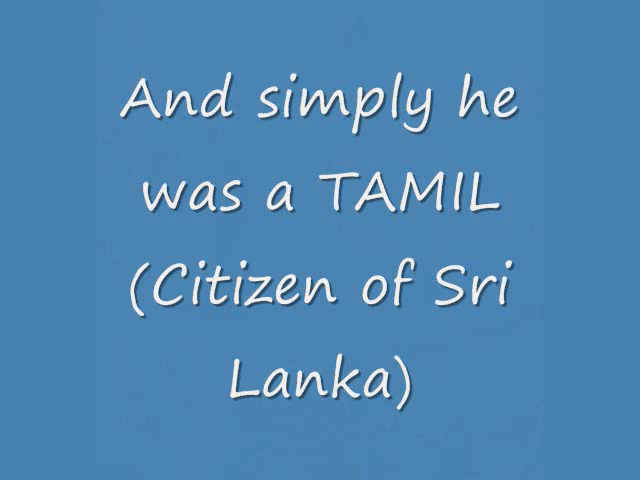 And simply he
was a TAMIL
(Citizen of Sri
Lanka)